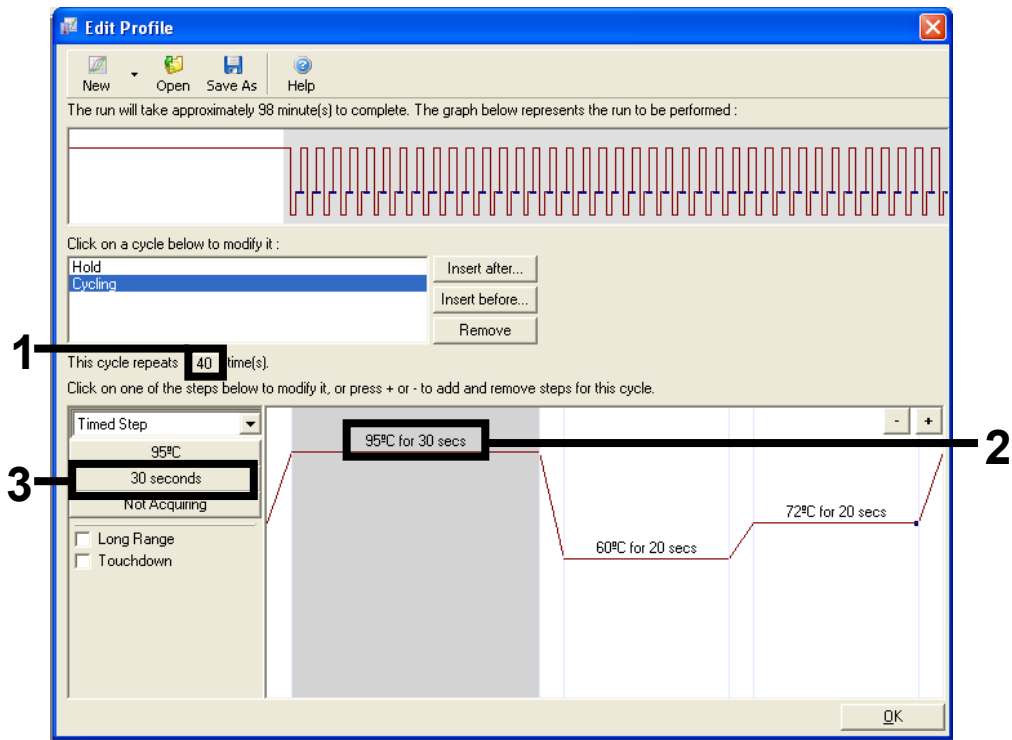 Edit Profile
New Open Save As Help
The run will take approximately 98 minute(s) to complete. The graph below represents the run to be performed :
Click on a cycle below to modify it :
Hold
Cycling
Insert after...
Insert before...
Remove
1
This cycle repeats 40 time(s).
Click on one of the steps below to modify it, or press + or - to add and remove steps for this cycle.
Timed Step
- +
95ºC
95ºC for 30 secs
2
3
30 seconds
Not Acquiring
72ºC for 20 secs
Long Range
60ºC for 20 secs
Touchdown
OK